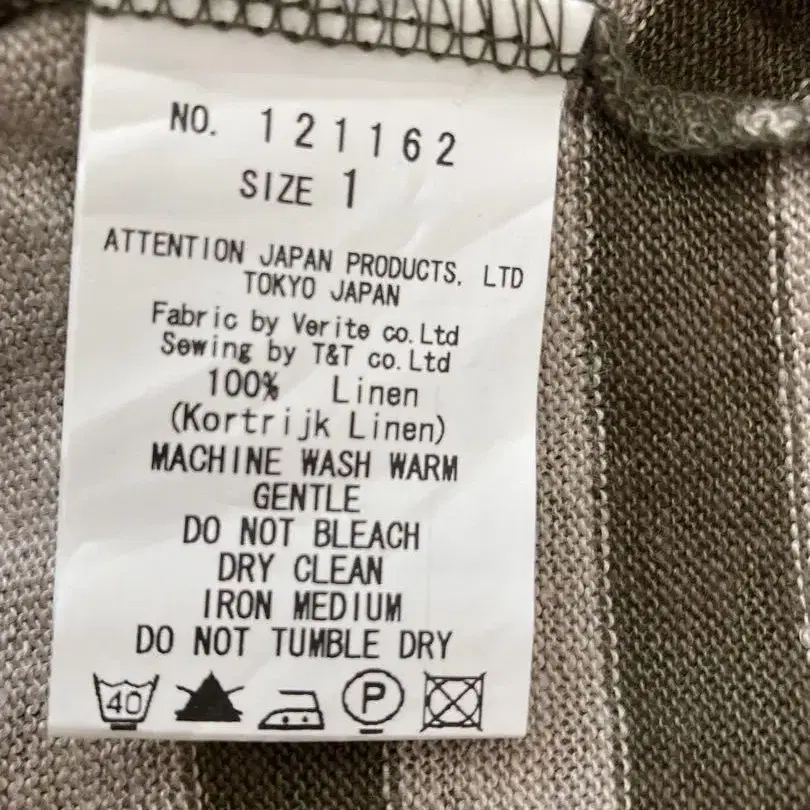 NO. 121162
SIZE 1
ATTENTION JAPAN PRODUCTS, LTD
TOKYO JAPAN
Fabric by Verite co.Ltd
Sewing by T&T co.Ltd
100% Linen
(Kortrijk Linen)
MACHINE WASH WARM
GENTLE
DO NOT BLEACH
DRY CLEAN
IRON MEDIUM
DO NOT TUMBLE DRY
40 P